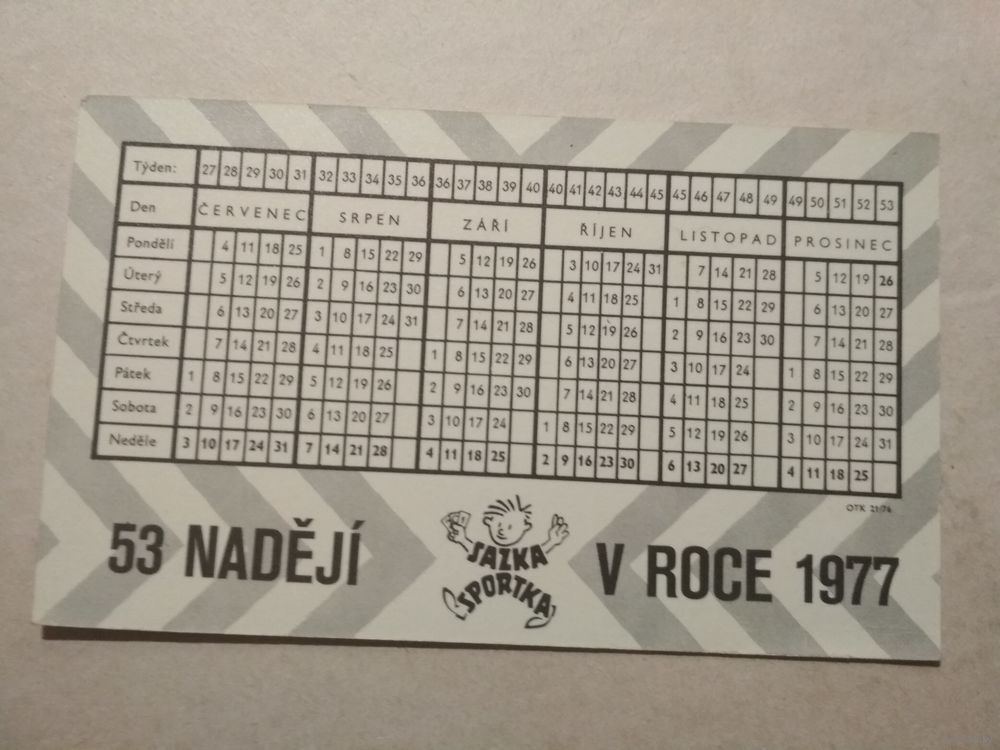 Týden: 27 28 29 30 31 32 33 34 35 36 36 37 38 39 40 40 41 42 43 44 45 45 46 47 48 49 49 50 51 52 53
Den ČERVENEC SRPEN ZÁŘÍ ŘÍJEN LISTOPAD PROSINEC
Pondělí 4 11 18 25 1 8 15 22 29 5 12 19 26 3 10 17 24 31 7 14 21 28 5 12 19 26
Úterý 5 12 19 26 2 9 16 23 30 6 13 20 27 4 11 18 25 1 8 15 22 29 6 13 20 27
Středa 6 13 20 27 3 10 17 24 31 7 14 21 28 5 12 19 26 2 9 16 23 30 7 14 21 28
Čtvrtek 7 14 21 28 4 11 18 25 1 8 15 22 29 6 13 20 27 3 10 17 24 1 8 15 22 29
Pátek 1 8 15 22 29 5 12 19 26 2 9 16 23 30 7 14 21 28 4 11 18 25 2 9 16 23 30
Sobota 2 9 16 23 30 6 13 20 27 3 10 17 24 1 8 15 22 29 5 12 19 26 3 10 17 24 31
Neděle 3 10 17 24 31 7 14 21 28 4 11 18 25 2 9 16 23 30 6 13 20 27 4 11 18 25
OTK 21/76
53 NADĚJÍ V ROCE 1977
SAZKA
SPORTKA